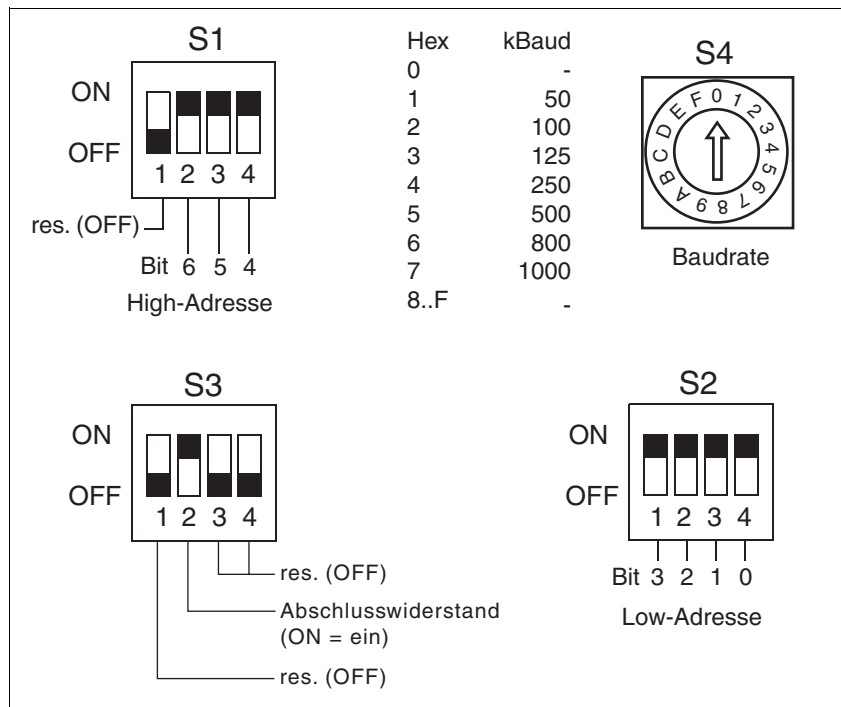 S1
ON
OFF
1 2 3 4
res. (OFF)
Bit 6 5 4
High-Adresse
Hex kBaud
0 -
1 50
2 100
3 125
4 250
5 500
6 800
7 1000
8..F -
S4
0 1 2 3 4 5 6 7 8 9 A B C D E F
Baudrate
S3
ON
OFF
1 2 3 4
res. (OFF)
Abschlusswiderstand
(ON = ein)
res. (OFF)
S2
ON
OFF
1 2 3 4
Bit 3 2 1 0
Low-Adresse